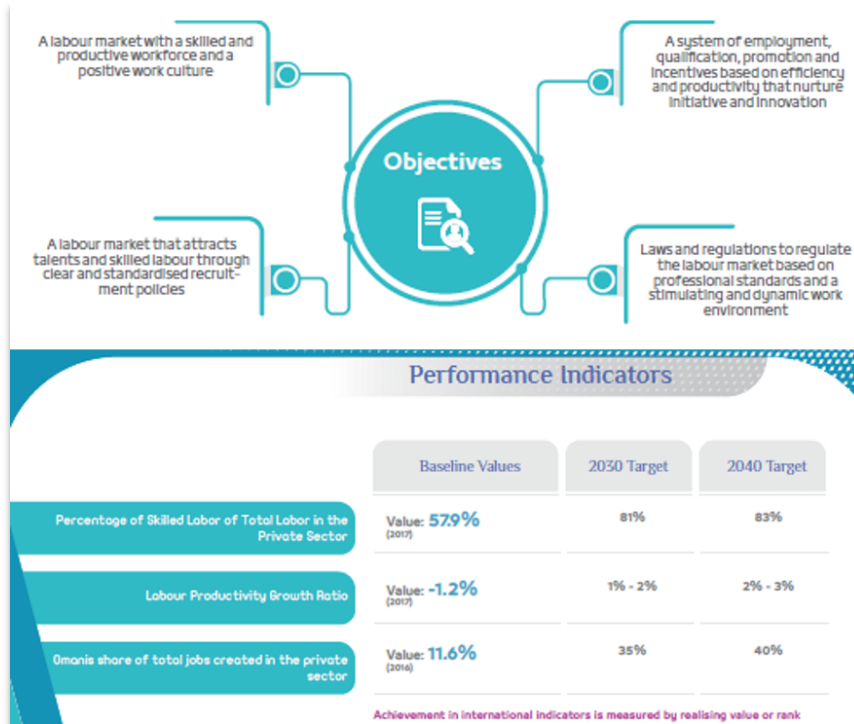 A labour market with a skilled and
productive workforce and a
positive work culture
A system of employment,
qualification, promotion and
incentives based on efficiency
and productivity that nurture
initiative and innovation
Objectives
A labour market that attracts
talents and skilled labour through
clear and standardised recruit-
ment policies
Laws and regulations to regulate
the labour market based on
professional standards and a
stimulating and dynamic work
environment
Performance Indicators
Baseline Values
2030 Target
2040 Target
Percentage of Skilled Labor of Total Labor in the
Private Sector
Value: 57.9%
(2017)
81%
83%
Labour Productivity Growth Ratio
Value: -1.2%
(2017)
1% - 2%
2% - 3%
Omanis share of total jobs created in the private
sector
Value: 11.6%
(2016)
35%
40%
Achievement in international indicators is measured by realising value or rank